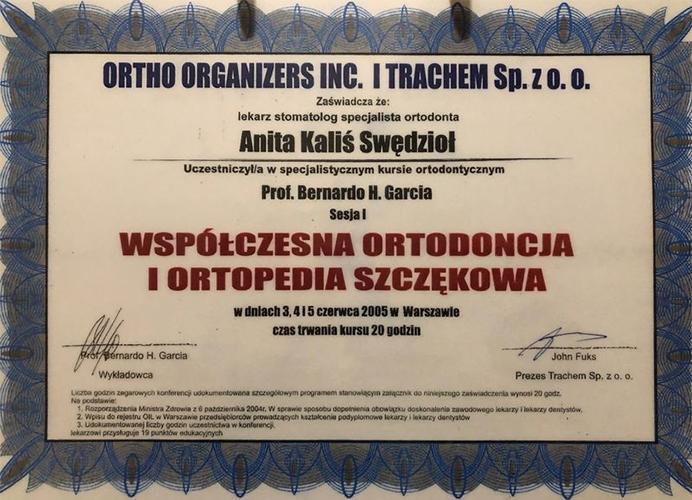 ORTHO ORGANIZERS INC. I TRACHEM Sp. z o. o.
Zaświadcza że:
lekarz stomatolog specjalista ortodonta
Anita Kaliś Swędzioł
Uczestniczył/a w specjalistycznym kursie ortodontycznym
Prof. Bernardo H. Garcia
Sesja I
WSPÓŁCZESNA ORTODONCJA
I ORTOPEDIA SZCZĘKOWA
w dniach 3, 4 i 5 czerwca 2005 w Warszawie
czas trwania kursu 20 godzin
Prof. Bernardo H. Garcia
Wykładowca
John Fuks
Prezes Trachem Sp. z o. o.
Liczba godzin zegarowych konferencji udokumentowana szczegółowym programem stanowiącym załącznik do niniejszego zaświadczenia wynosi 20 godz.
Na podstawie:
1. Rozporządzenia Ministra Zdrowia z 6 października 2004r. W sprawie sposobu dopełnienia obowiązku doskonalenia zawodowego lekarzy i lekarzy dentystów,
2. Wpisu do rejestru OIL w Warszawie przedsiębiorców prowadzących kształcenie podyplomowe lekarzy i lekarzy dentystów
3. Udokumentowanej liczby godzin uczestnictwa w konferencji,
lekarzowi przysługuje 19 punktów edukacyjnych